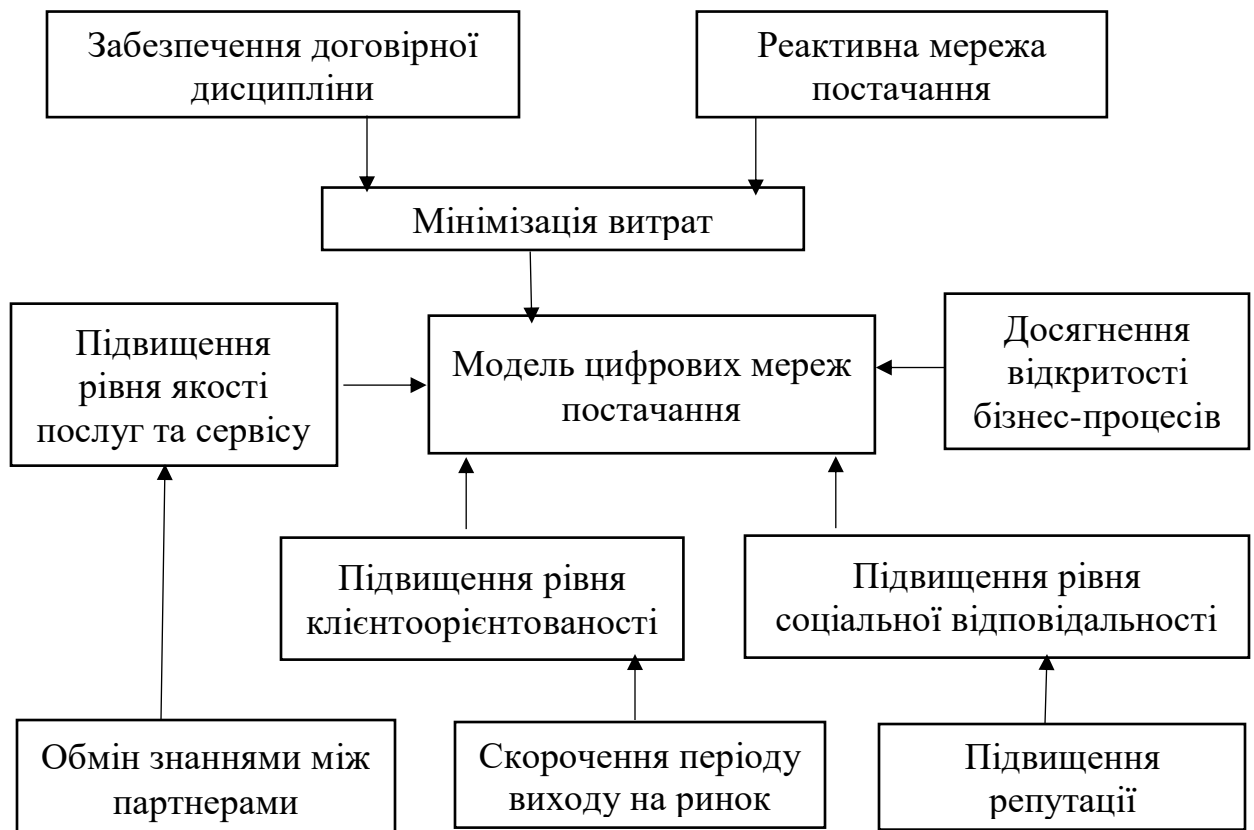 Забезпечення договірної
дисципліни
Реактивна мережа
постачання
Мінімізація витрат
Підвищення
рівня якості
послуг та сервісу
Модель цифрових мереж
постачання
Досягнення
відкритості
бізнес-процесів
Підвищення рівня
клієнтоорієнтованості
Підвищення рівня
соціальної відповідальності
Обмін знаннями між
партнерами
Скорочення періоду
виходу на ринок
Підвищення
репутації